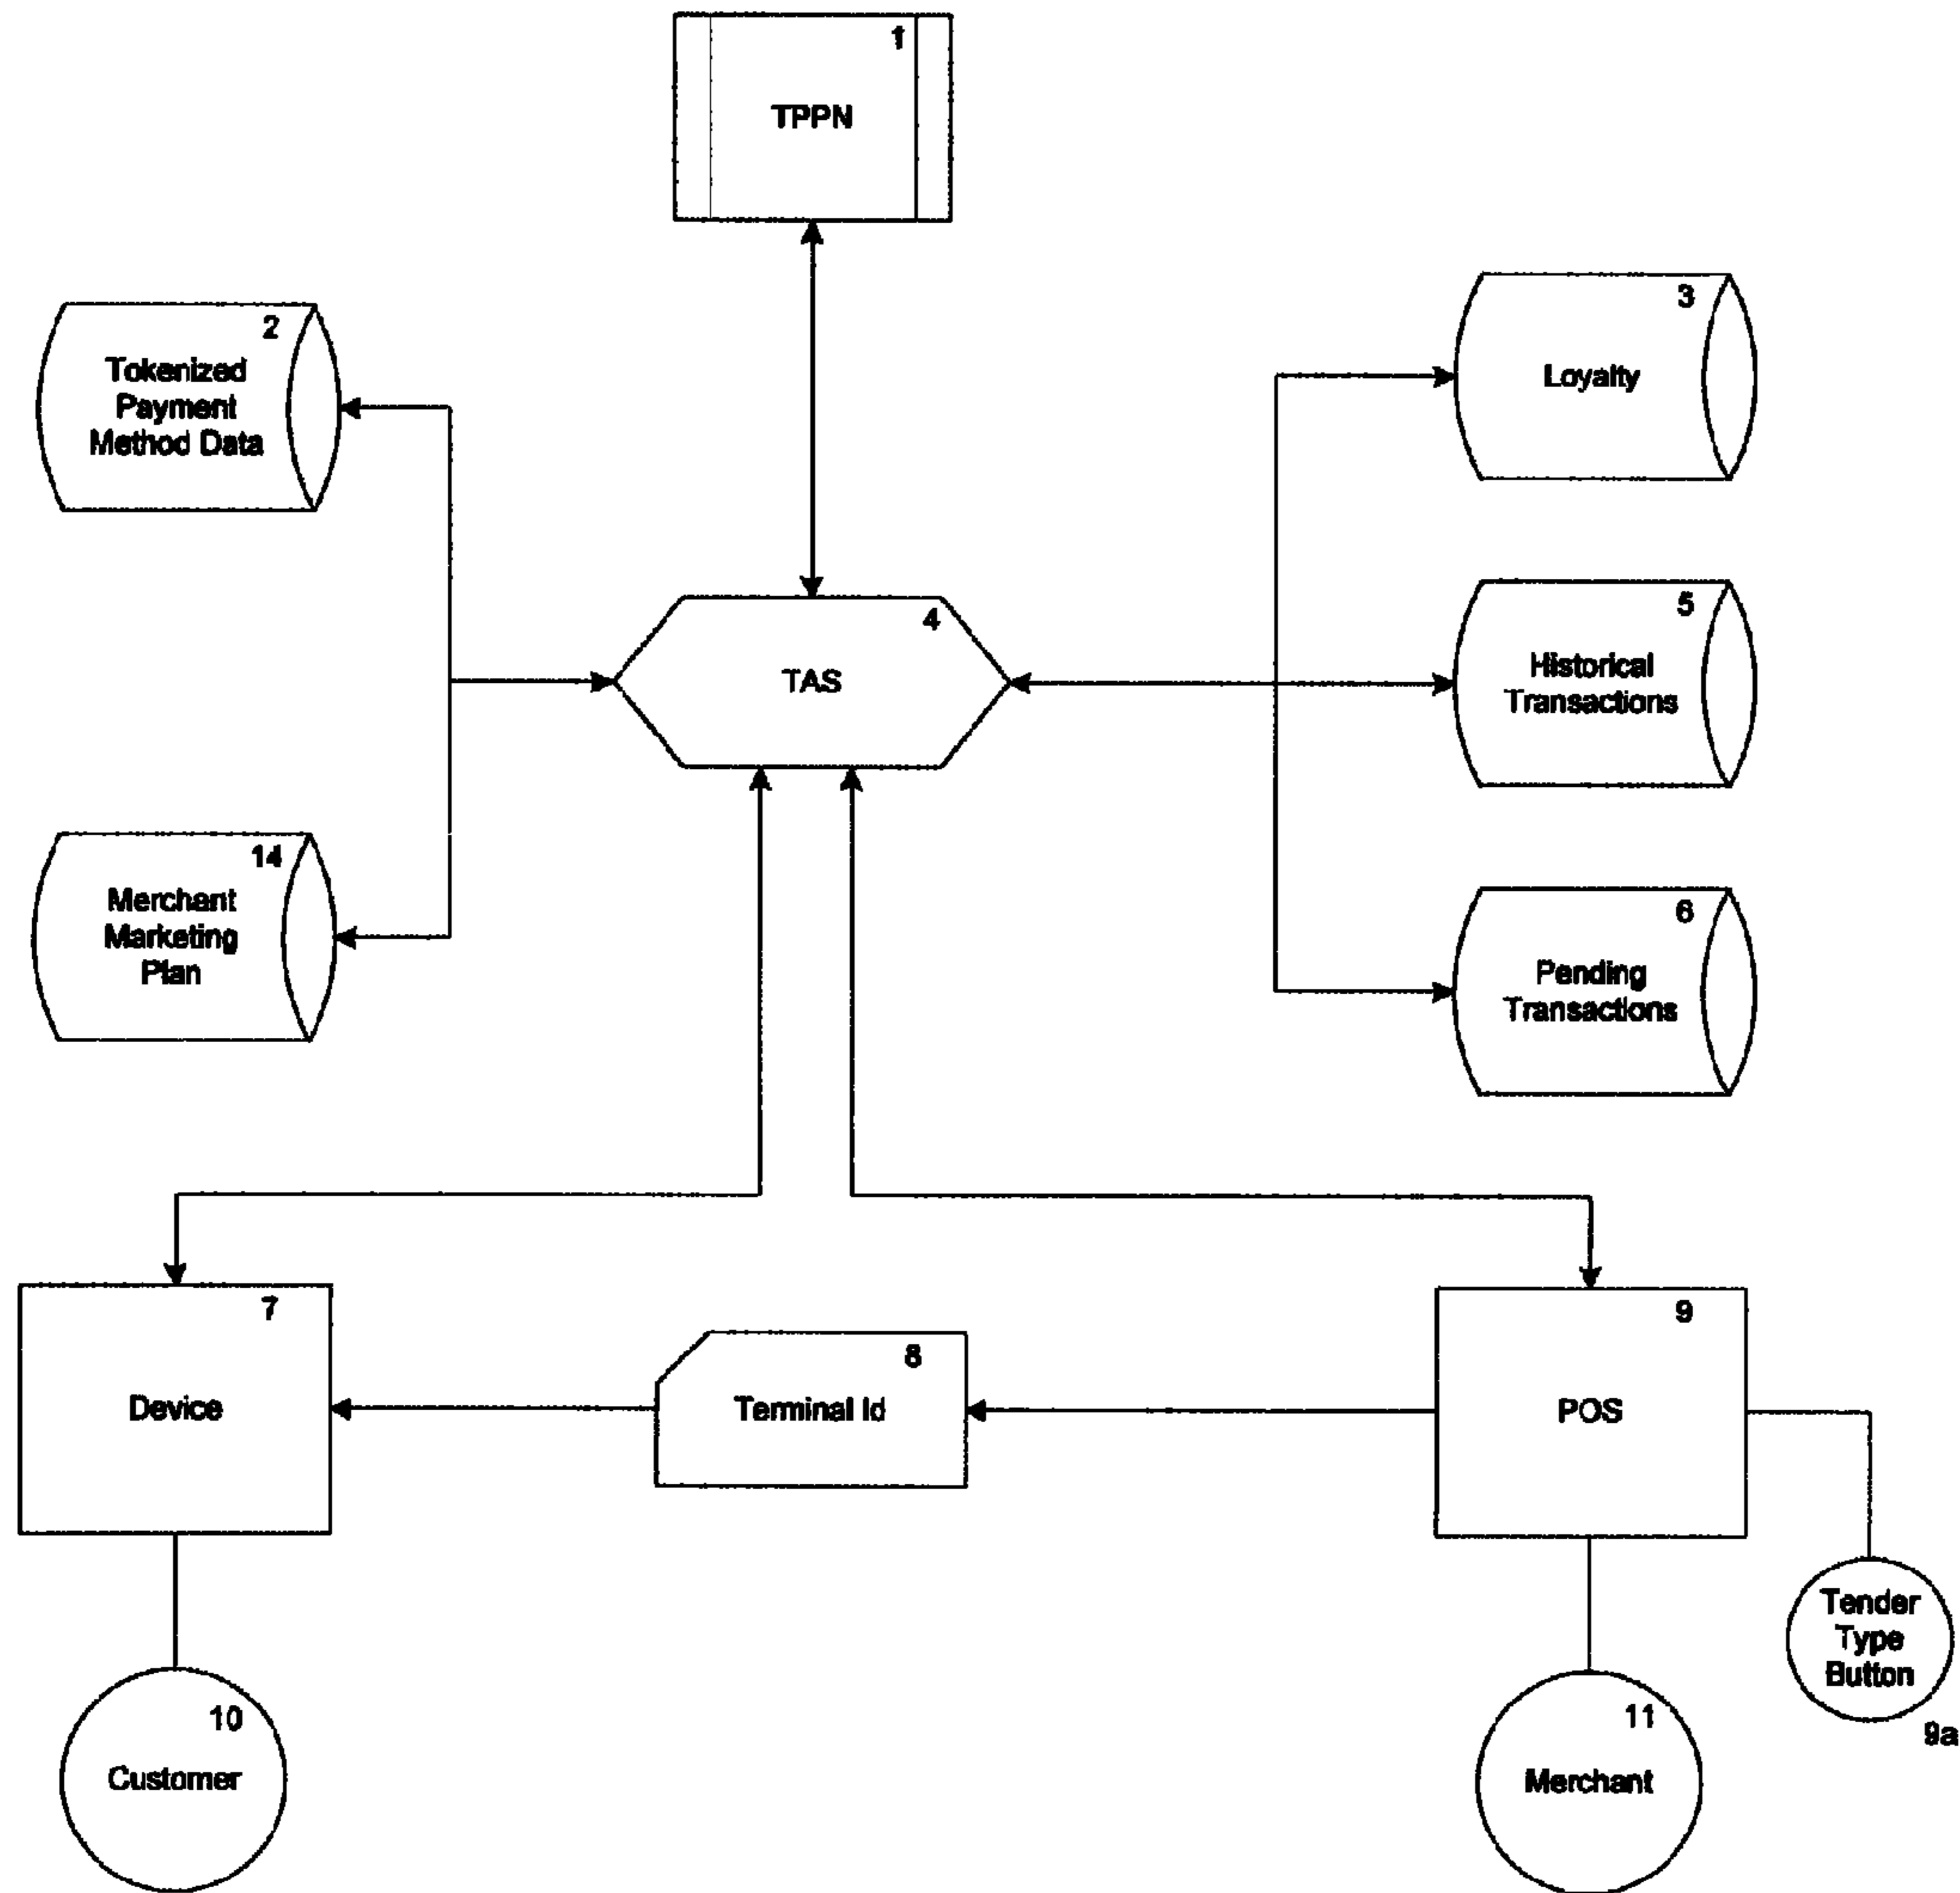 1
TPPN
2
Tokenized
Payment
Method Data
3
Loyalty
4
TAS
5
Historical
Transactions
14
Merchant
Marketing
Plan
6
Pending
Transactions
7
Device
8
Terminal Id
9
POS
Tender
Type
Button
9a
10
Customer
11
Merchant